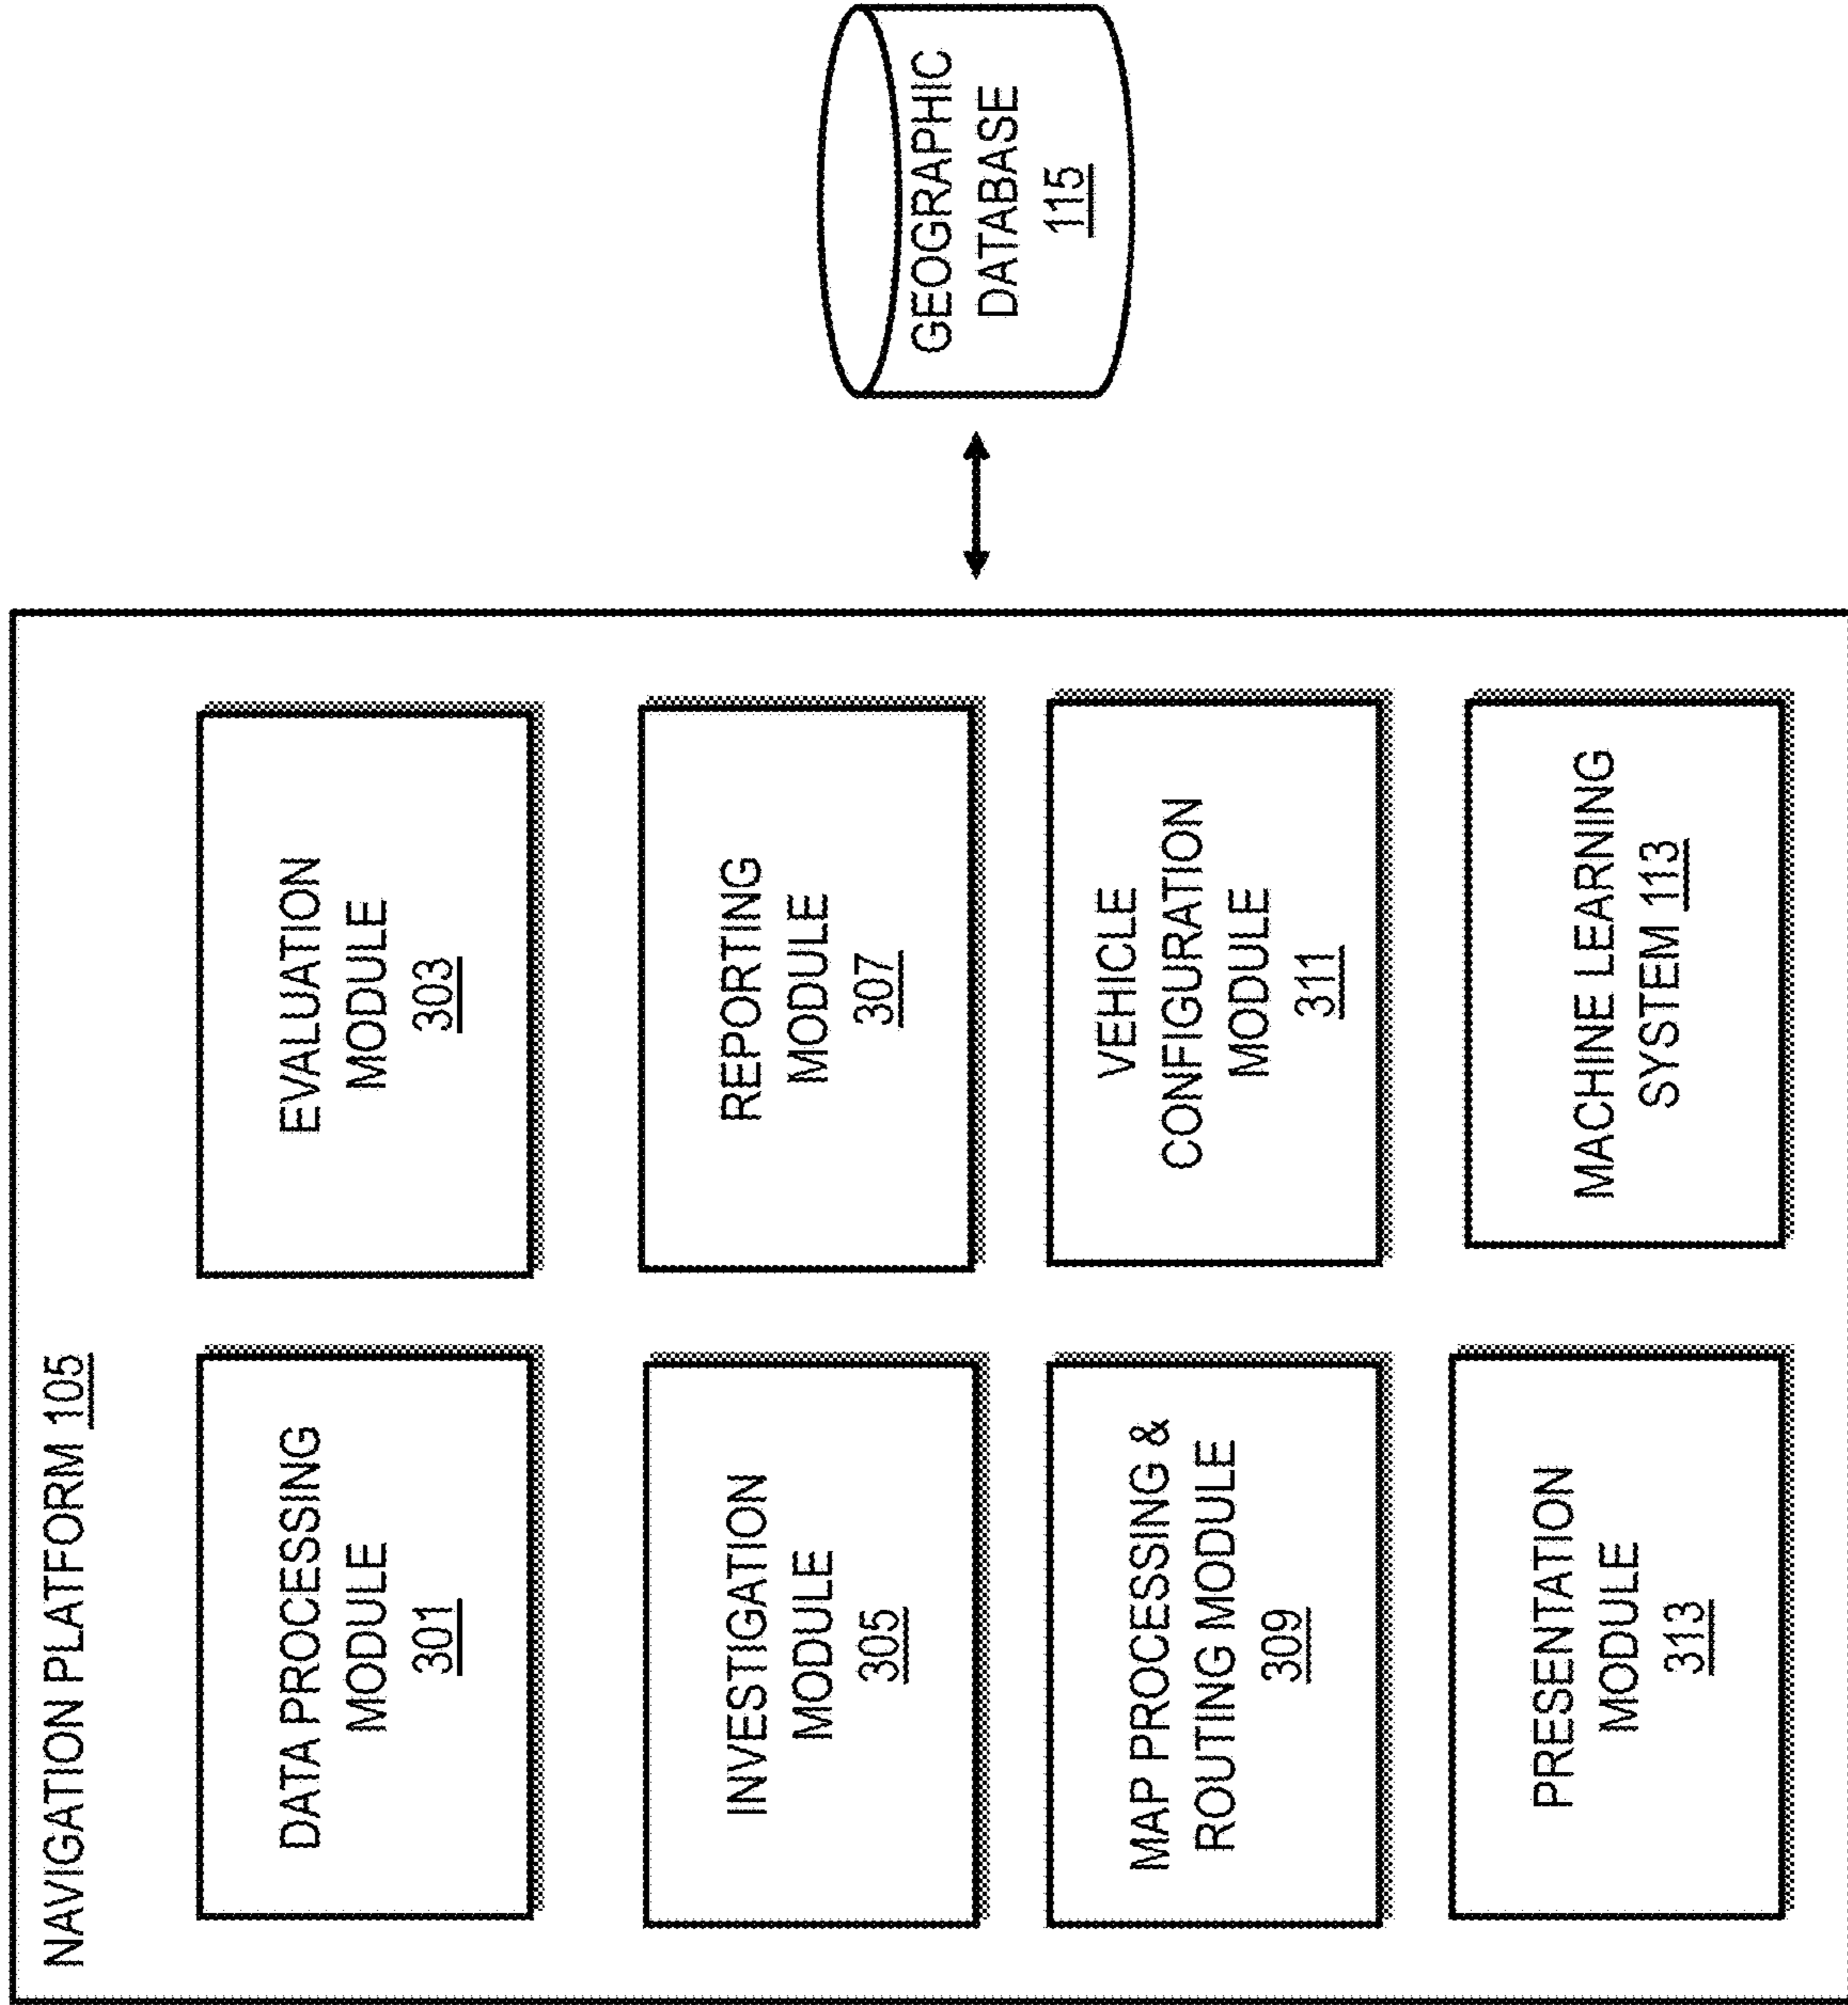 NAVIGATION PLATFORM 105
DATA PROCESSING
MODULE
301
EVALUATION
MODULE
303
INVESTIGATION
MODULE
305
REPORTING
MODULE
307
MAP PROCESSING &
ROUTING MODULE
309
VEHICLE
CONFIGURATION
MODULE
311
PRESENTATION
MODULE
313
MACHINE LEARNING
SYSTEM 113
GEOGRAPHIC
DATABASE
115